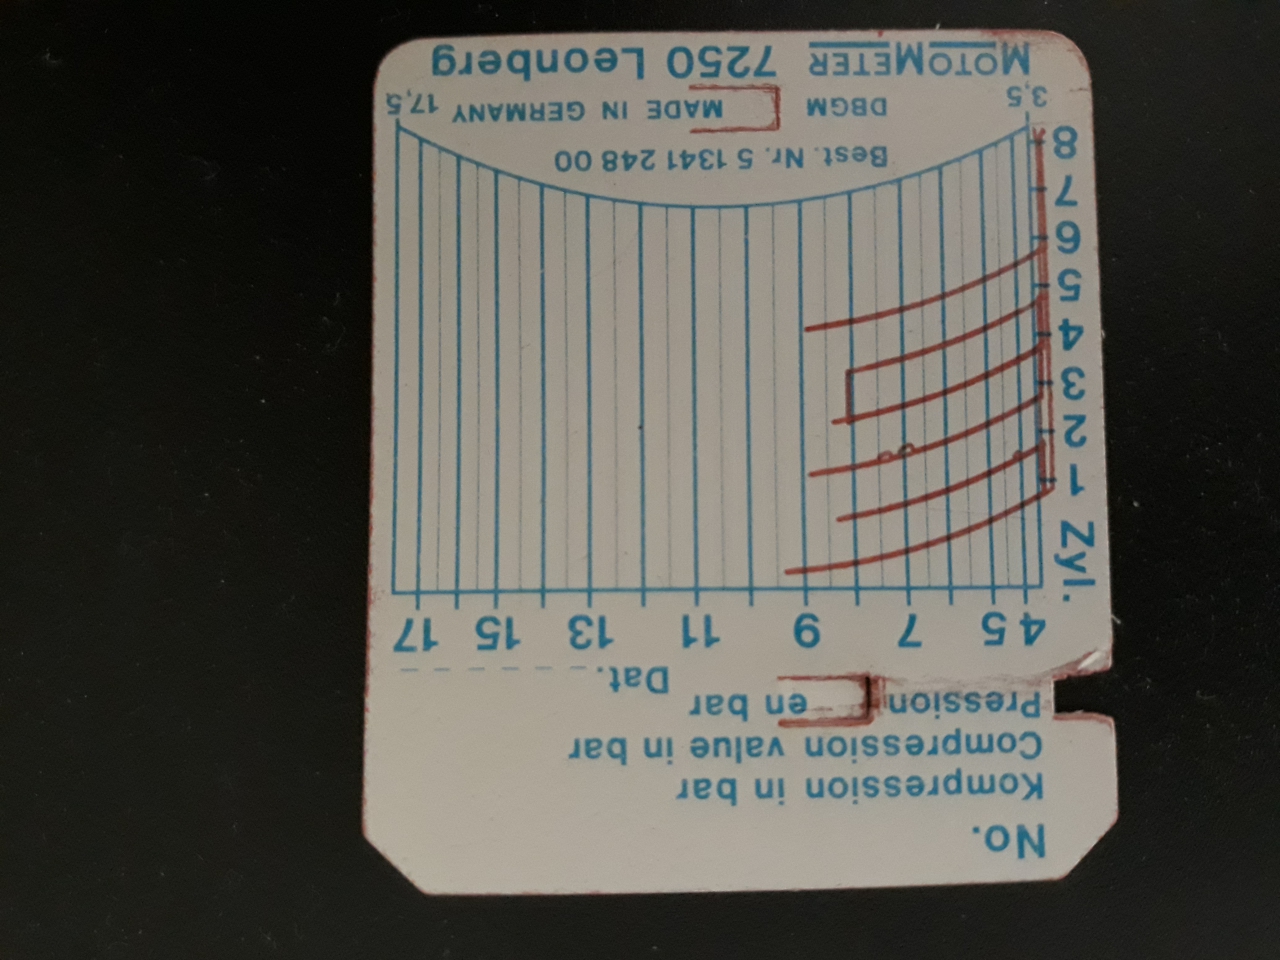 No.
Kompression in bar
Compression value in bar
Pression en bar
Dat.
4 5 7 9 11 13 15 17
Zyl.
1
2
3
4
5
6
7
8
Best. Nr. 5 1341 248 00
3,5 DBGM MADE IN GERMANY 17,5
MOTOMETER 7250 Leonberg